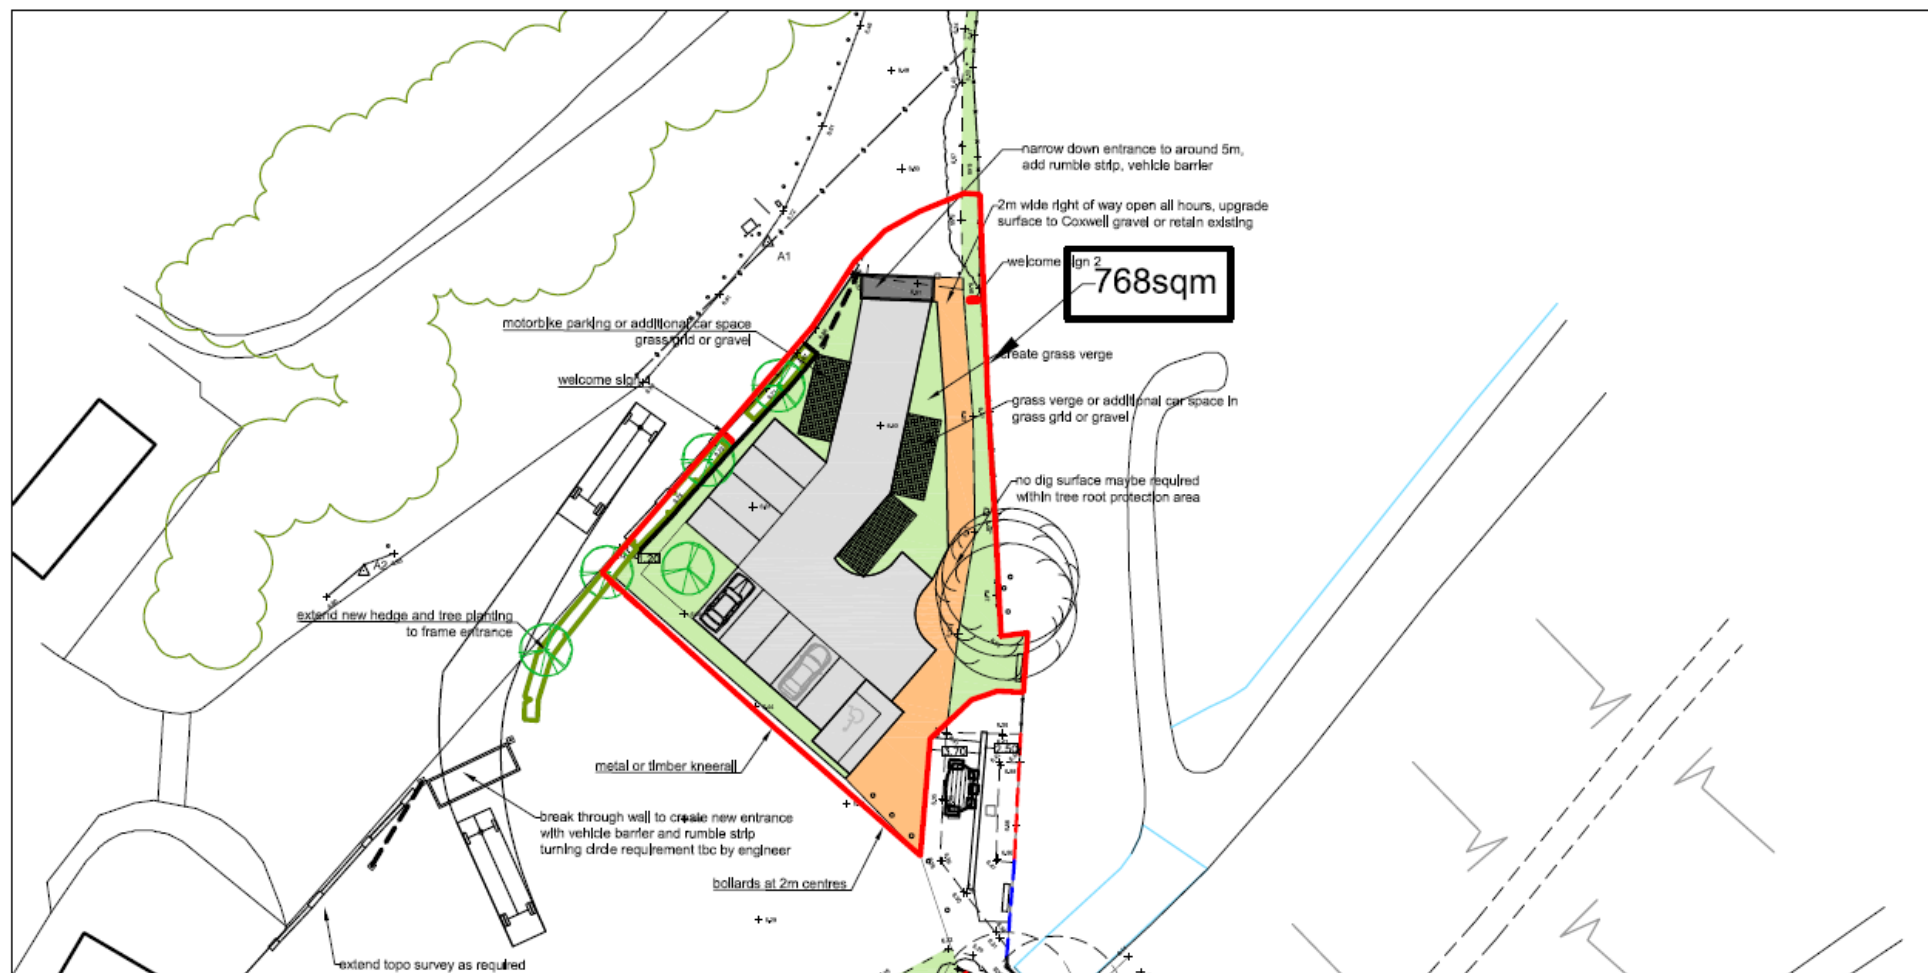 narrow down entrance to around 5m,
add rumble strip, vehicle barrier
2m wide right of way open all hours, upgrade
surface to Coxwell gravel or retain existing
welcome sign 2
768sqm
A1
motorbike parking or additional car space
grass grid or gravel
create grass verge
welcome sign
grass verge or additional car space in
grass grid or gravel
no dig surface maybe required
within tree root protection area
1.20
A2
extend new hedge and tree planting
to frame entrance
3.70
2.50
metal or timber kneerail
break through wall to create new entrance
with vehicle barrier and rumble strip
turning circle requirement tbc by engineer
bollards at 2m centres
extend topo survey as required